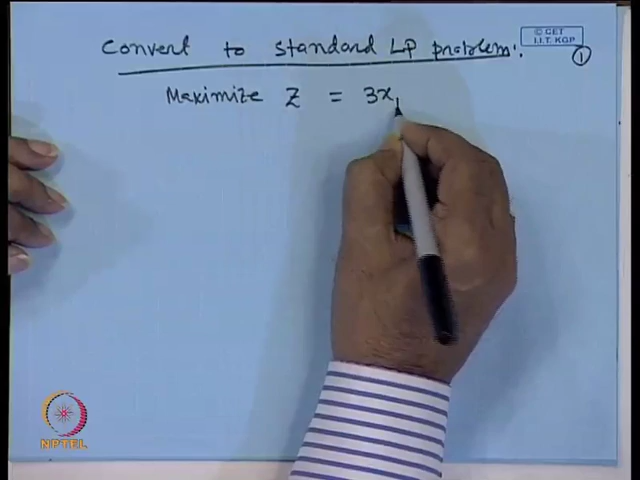 © CET
I.I.T. KGP
Convert to standard LP problem:
1
Maximize Z = 3x₁
NPTEL